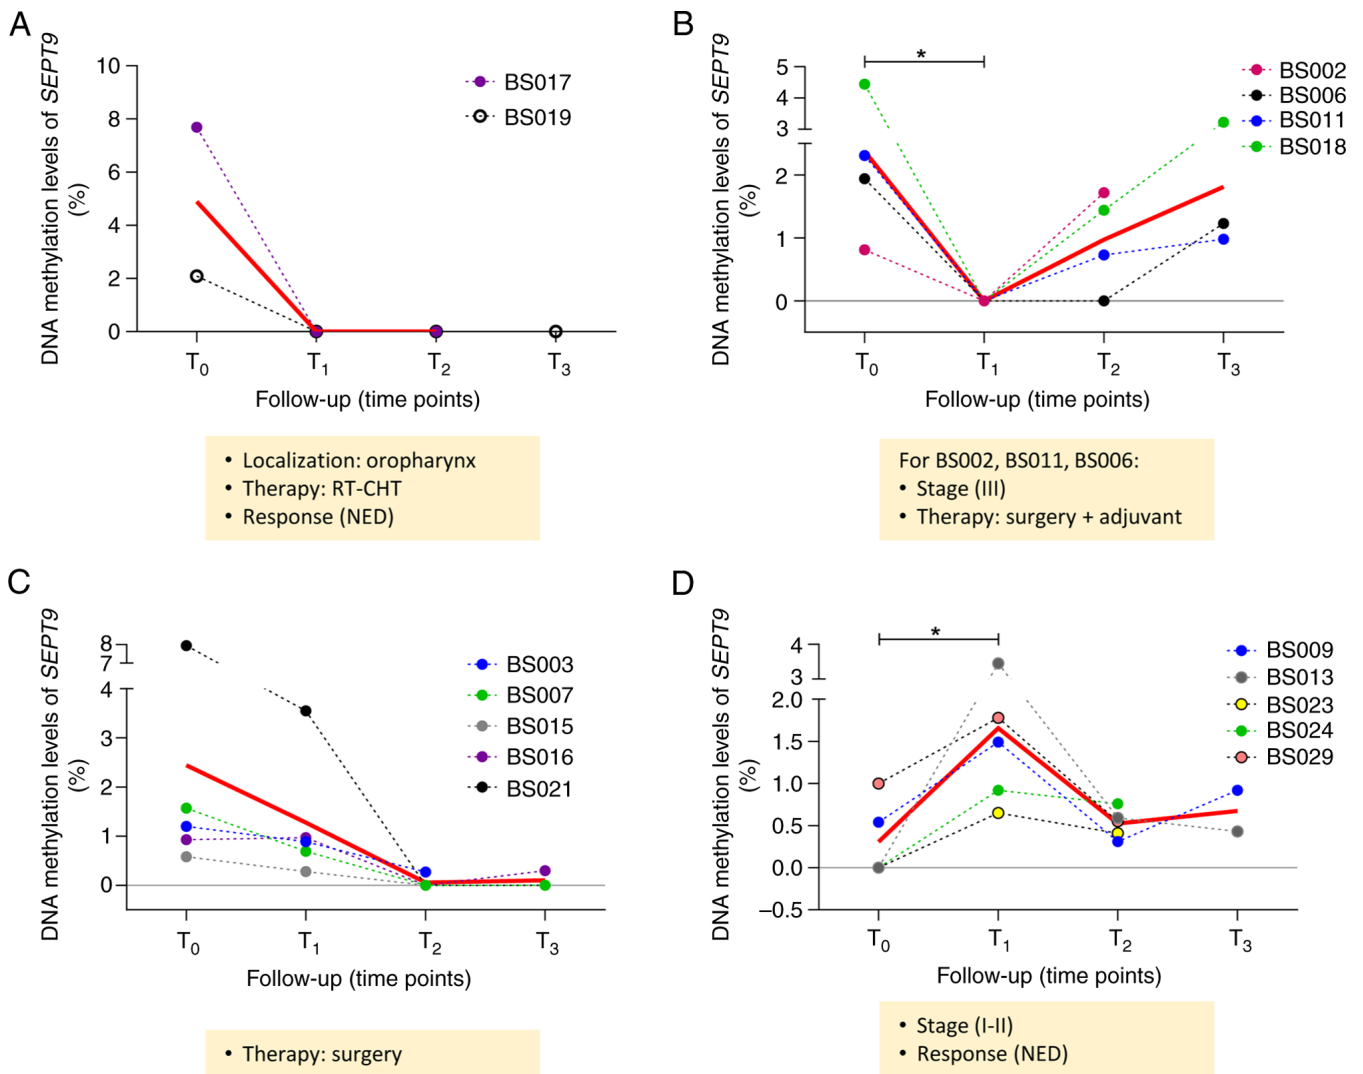 A
DNA methylation levels of SEPT9
(%)
10
8
6
4
2
0
BS017
BS019
T0
T1
T2
T3
Follow-up (time points)
• Localization: oropharynx
• Therapy: RT-CHT
• Response (NED)
B
DNA methylation levels of SEPT9
(%)
*
5
4
3
2
1
0
BS002
BS006
BS011
BS018
T0
T1
T2
T3
Follow-up (time points)
For BS002, BS011, BS006:
• Stage (III)
• Therapy: surgery + adjuvant
C
DNA methylation levels of SEPT9
(%)
8
7
4
3
2
1
0
BS003
BS007
BS015
BS016
BS021
T0
T1
T2
T3
Follow-up (time points)
• Therapy: surgery
D
DNA methylation levels of SEPT9
(%)
*
4
3
2.0
1.5
1.0
0.5
0.0
–0.5
BS009
BS013
BS023
BS024
BS029
T0
T1
T2
T3
Follow-up (time points)
• Stage (I-II)
• Response (NED)